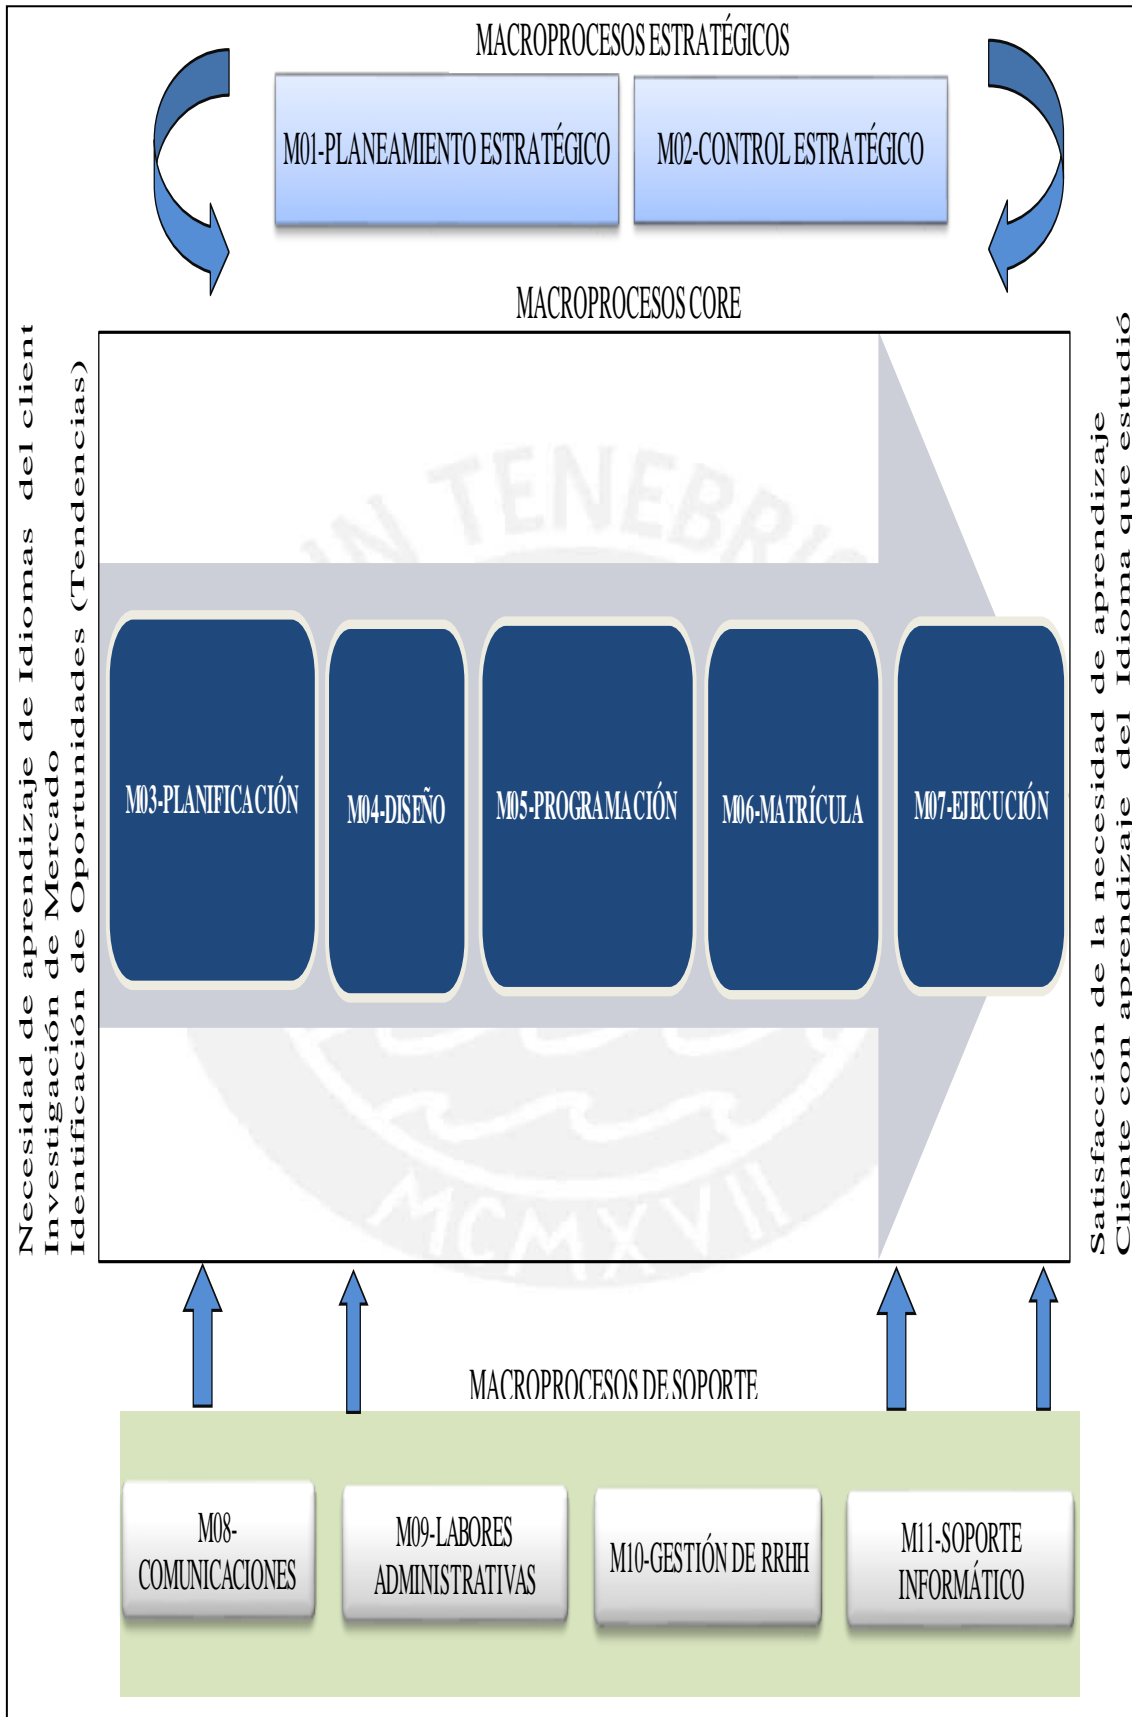 MACROPROCESOS ESTRATÉGICOS
M01-PLANEAMIENTO ESTRATÉGICO
M02-CONTROL ESTRATÉGICO
MACROPROCESOS CORE
Necesidad de aprendizaje de Idiomas del client
Investigación de Mercado
Identificación de Oportunidades (Tendencias)
IN TENEBRIS
M03-PLANIFICACIÓN
M04-DISEÑO
M05-PROGRAMACIÓN
M06-MATRÍCULA
M07-EJECUCIÓN
MCMXVII
Satisfacción de la necesidad de aprendizaje
Cliente con aprendizaje del Idioma que estudió
MACROPROCESOS DE SOPORTE
M08-
COMUNICACIONES
M09-LABORES
ADMINISTRATIVAS
M10-GESTIÓN DE RRHH
M11-SOPORTE
INFORMÁTICO